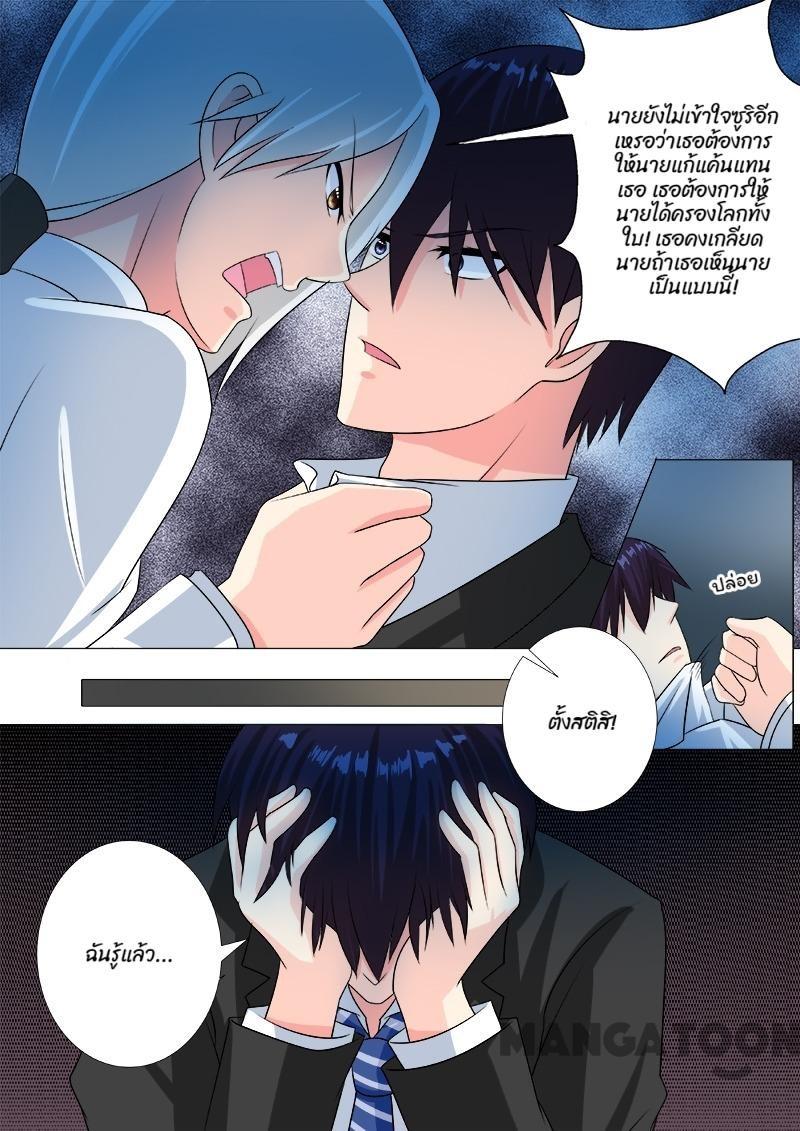 นายยังไม่เข้าใจซูริอีก
เหรอว่าเธอต้องการ
ให้นายแก้แค้นแทน
เธอ เธอต้องการให้
นายได้ครองโลกทั้ง
ใบ! เธอคงเกลียด
นายถ้าเธอเห็นนาย
เป็นแบบนี้!
ปล่อย
ตั้งสติสิ!
ฉันรู้แล้ว...
MANGATOON